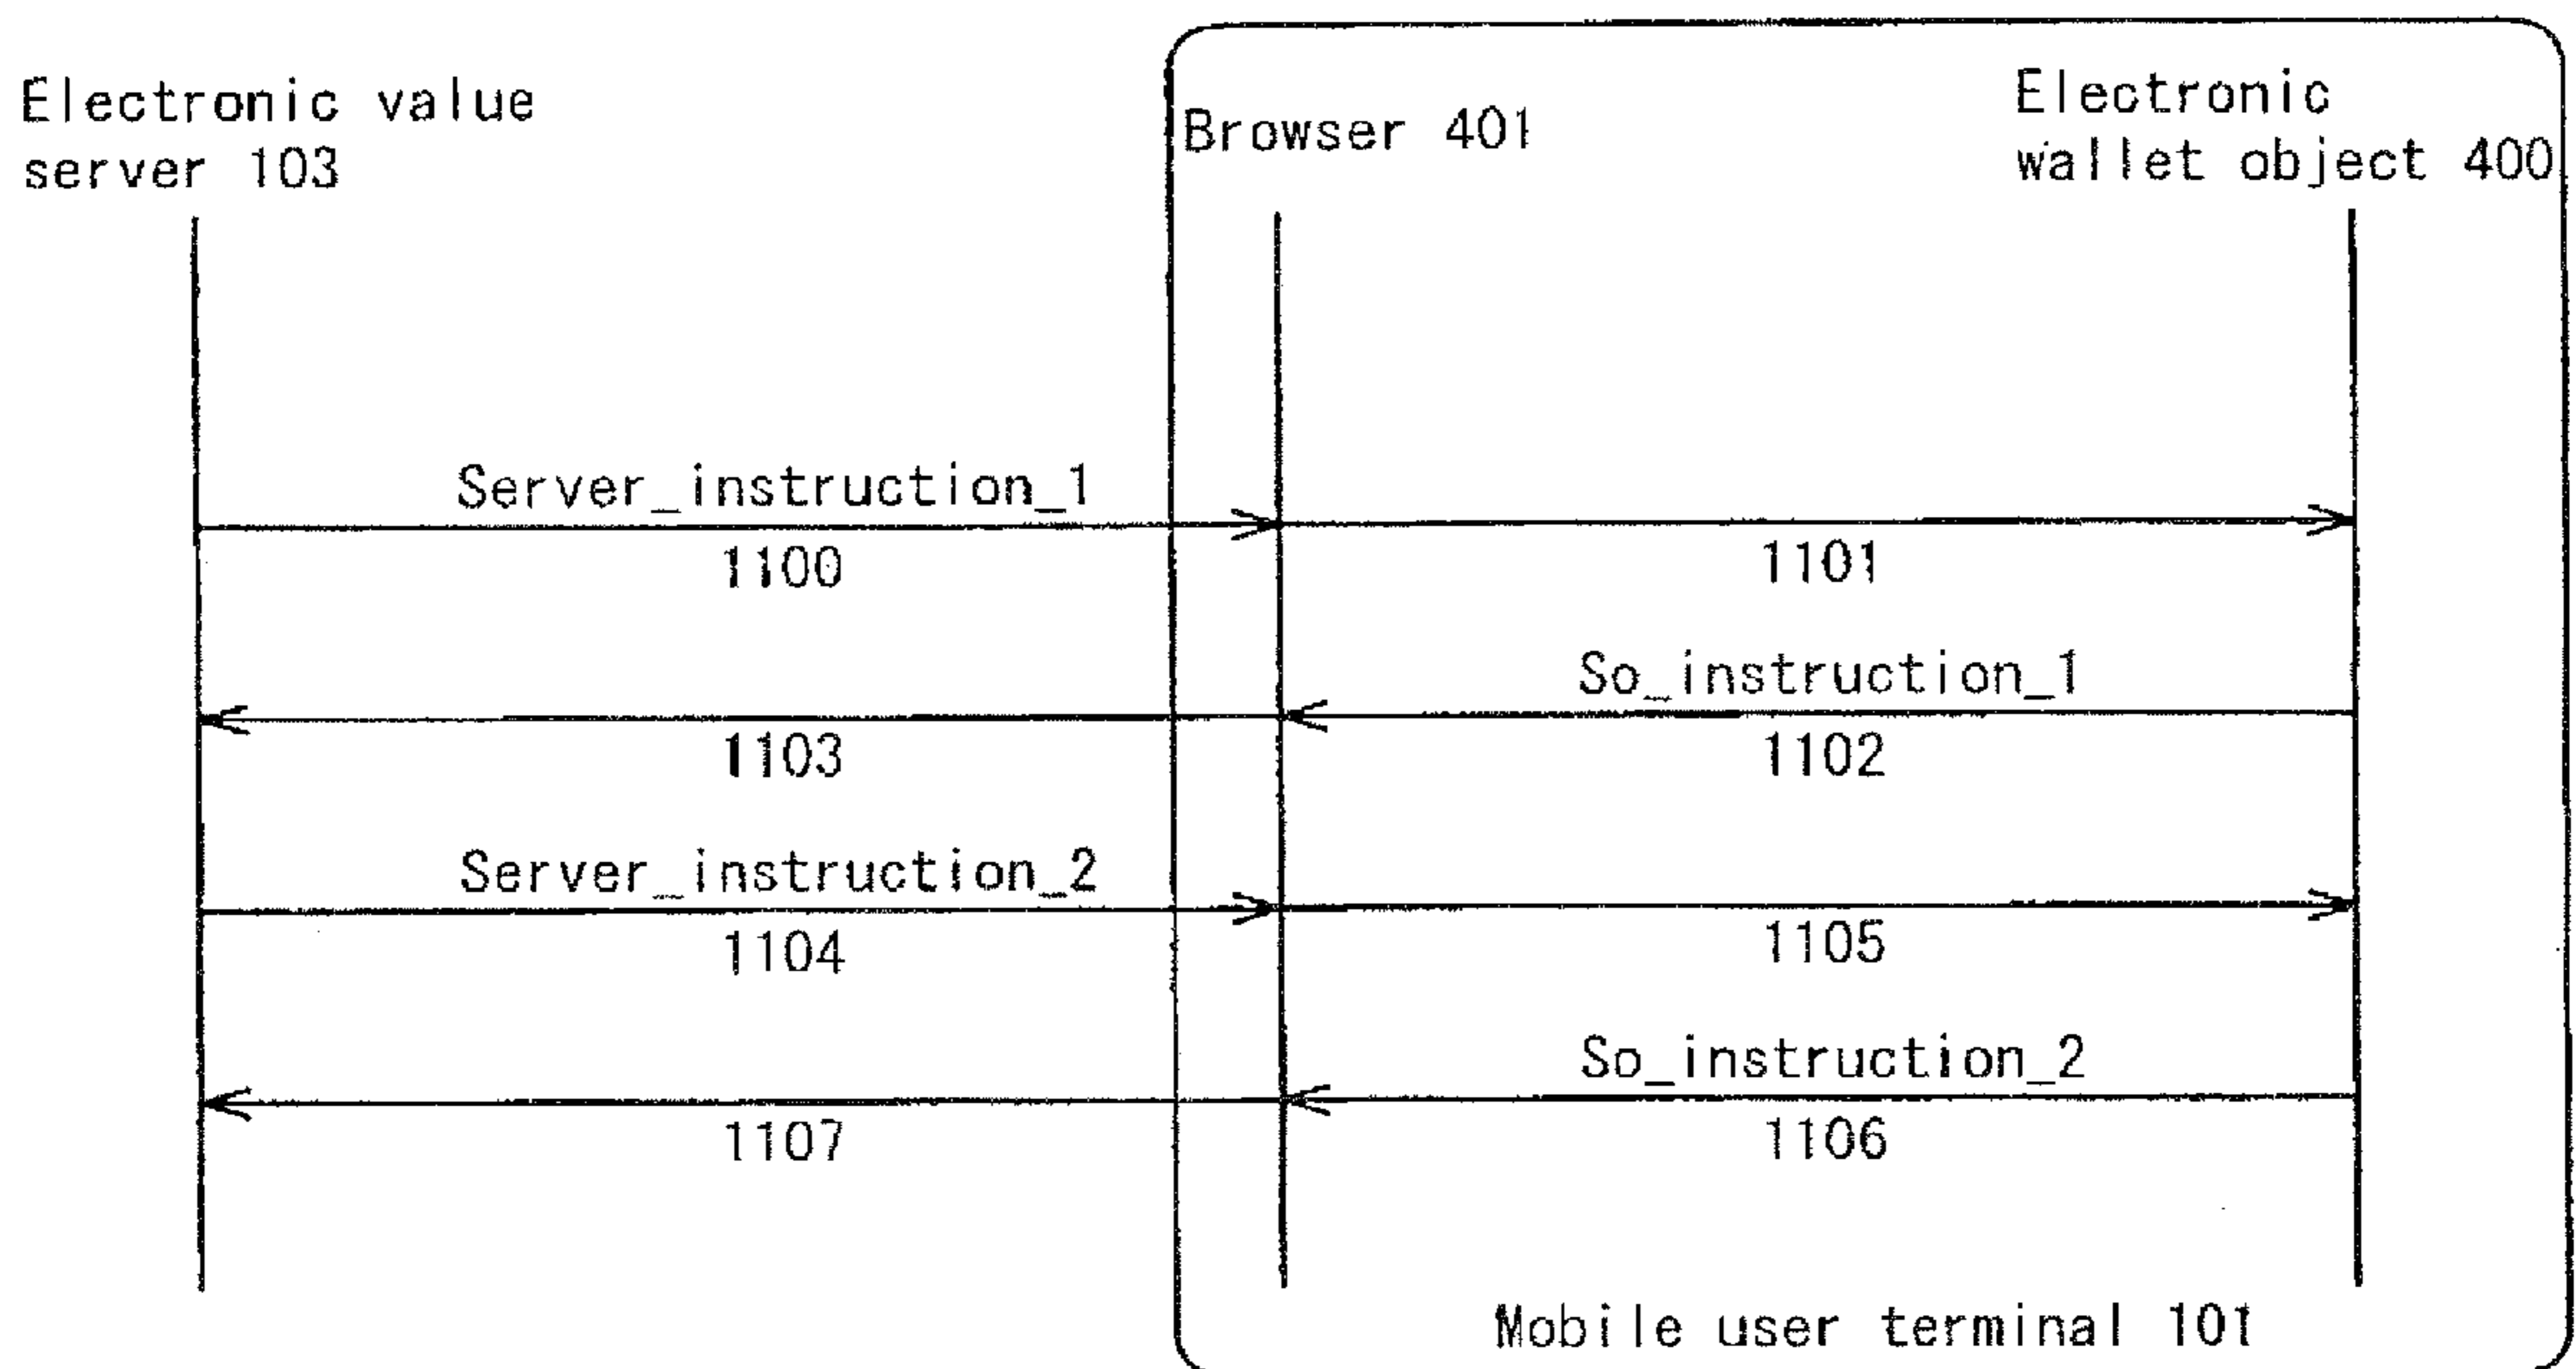 Electronic value
server 103
Browser 401
Electronic
wallet object 400
Server_instruction_1
1100
1101
So_instruction_1
1103
1102
Server_instruction_2
1104
1105
So_instruction_2
1107
1106
Mobile user terminal 101